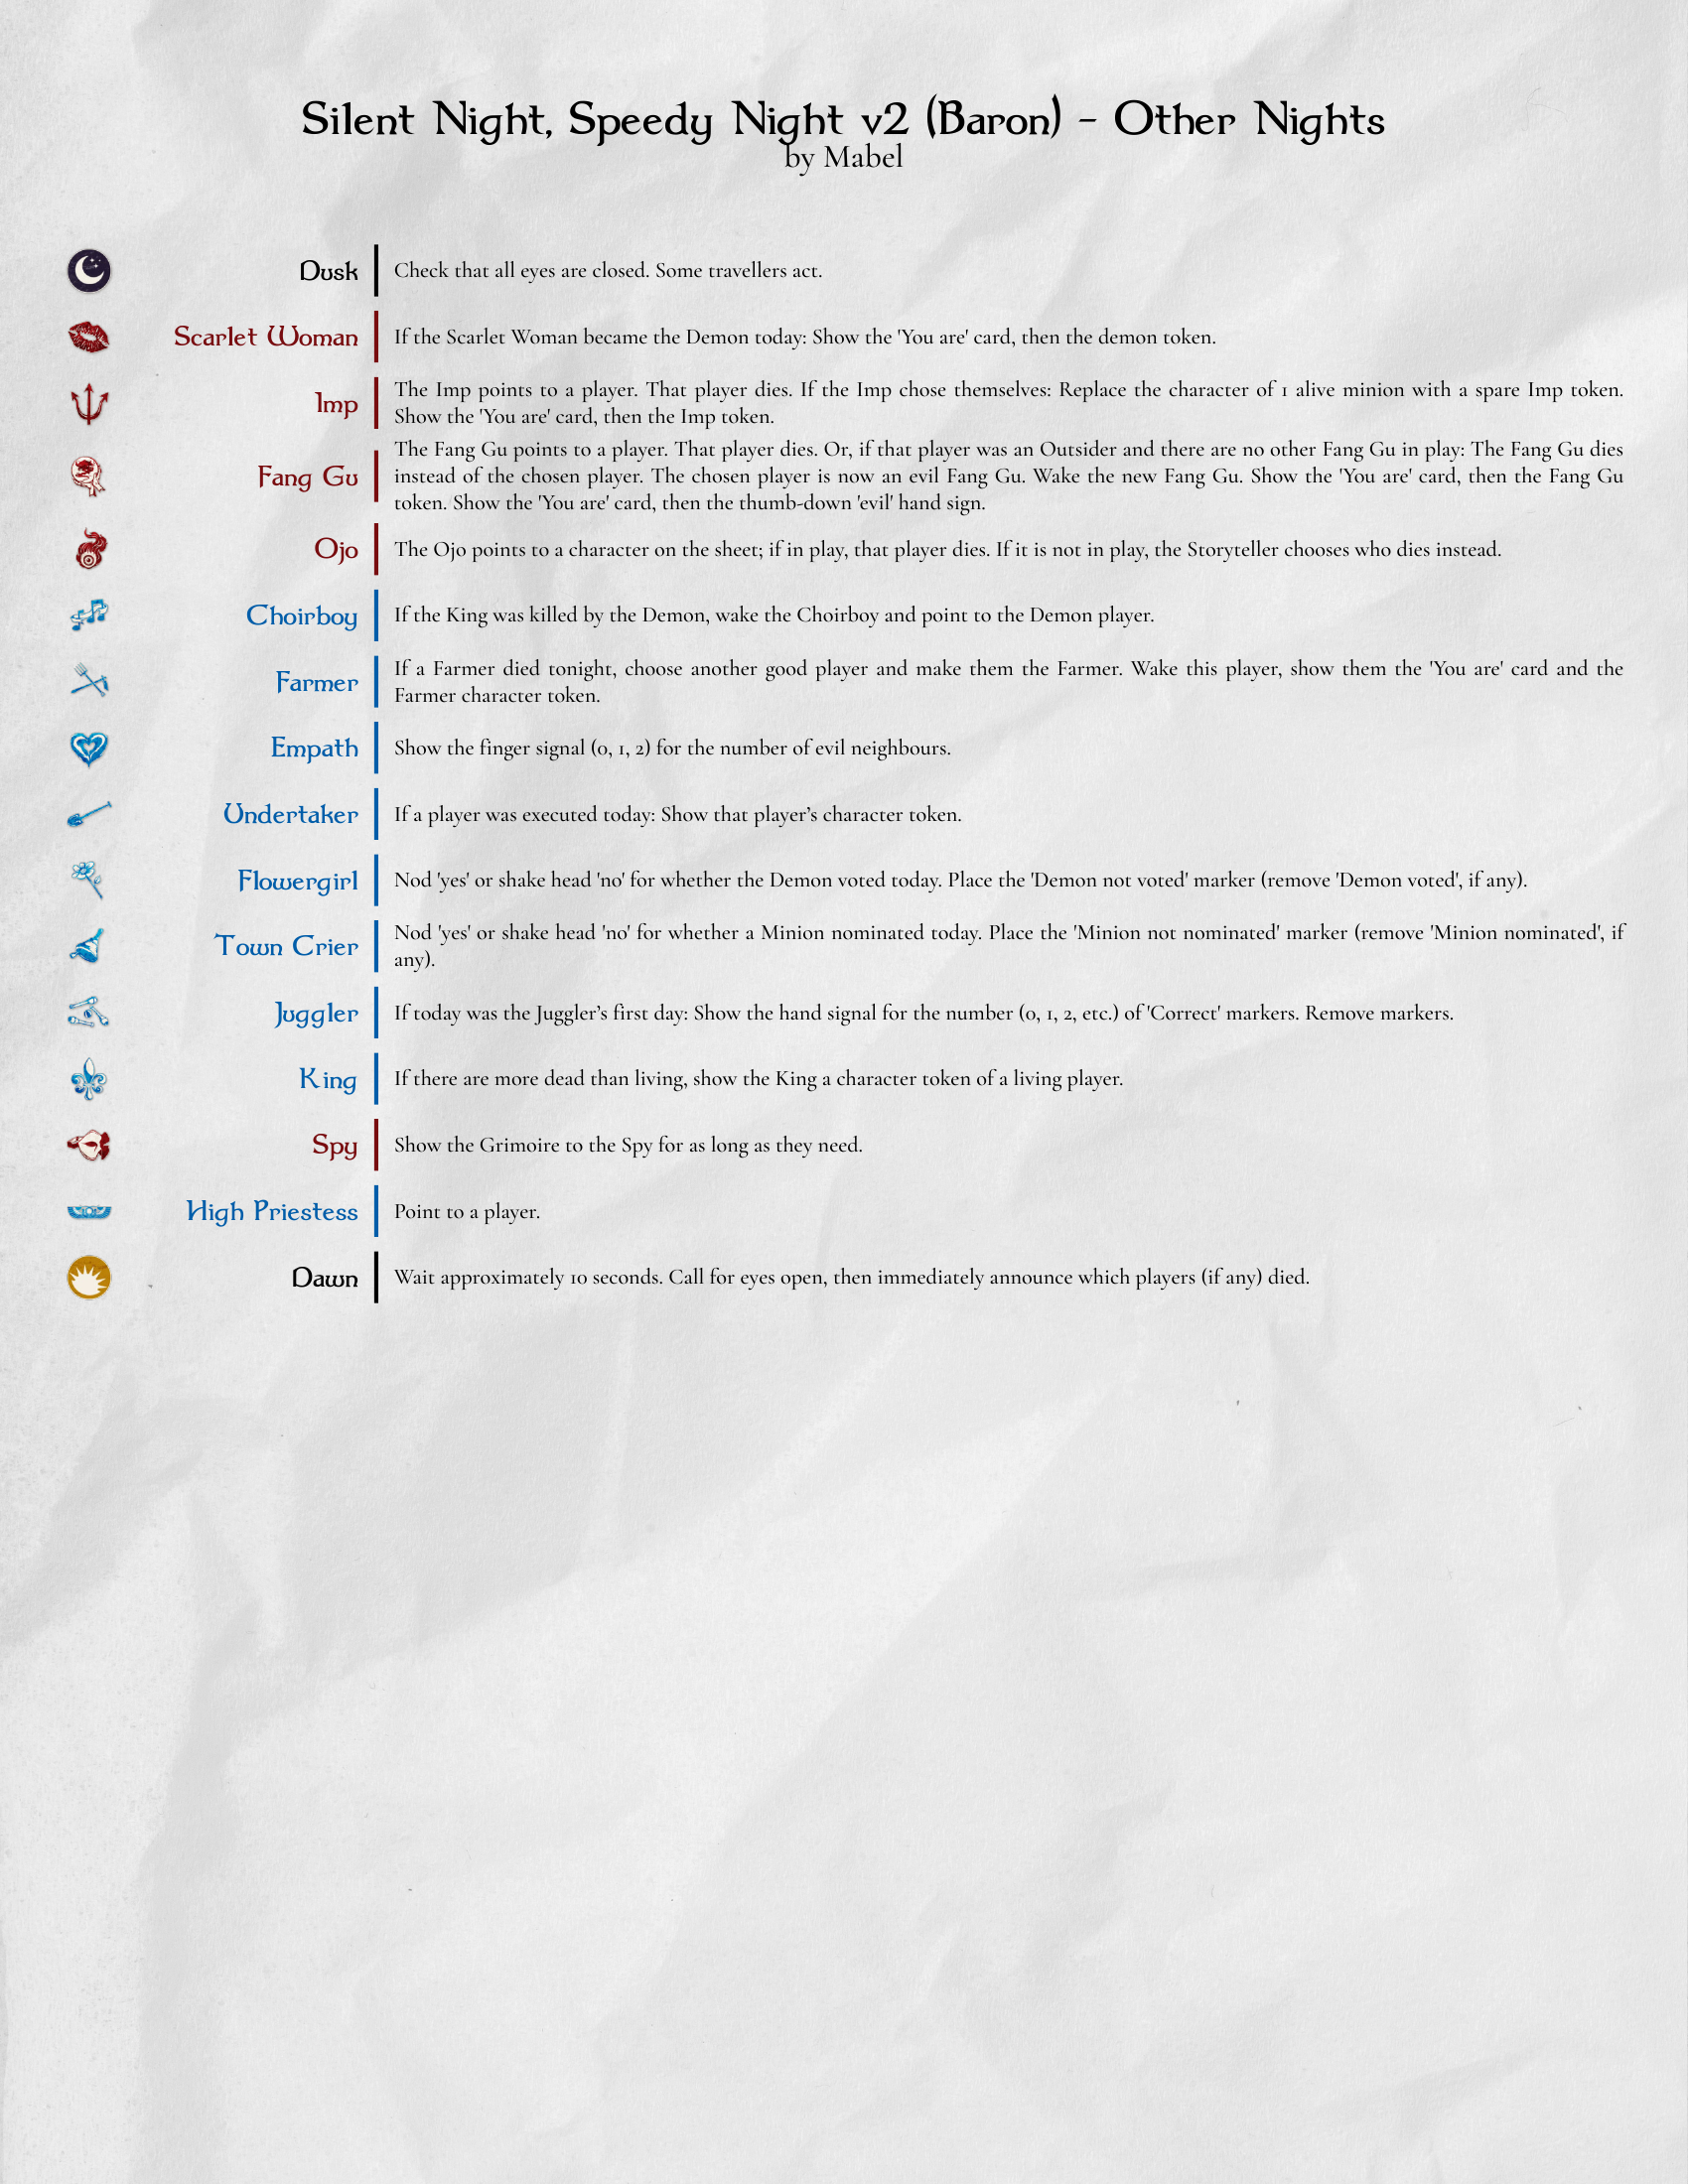 Silent Night, Speedy Night v2 (Baron) - Other Nights
by Mabel
Dusk
Check that all eyes are closed. Some travellers act.
Scarlet Woman
If the Scarlet Woman became the Demon today: Show the 'You are' card, then the demon token.
Imp
The Imp points to a player. That player dies. If the Imp chose themselves: Replace the character of 1 alive minion with a spare Imp token.
Show the 'You are' card, then the Imp token.
Fang Gu
The Fang Gu points to a player. That player dies. Or, if that player was an Outsider and there are no other Fang Gu in play: The Fang Gu dies
instead of the chosen player. The chosen player is now an evil Fang Gu. Wake the new Fang Gu. Show the 'You are' card, then the Fang Gu
token. Show the 'You are' card, then the thumb-down 'evil' hand sign.
Ojo
The Ojo points to a character on the sheet; if in play, that player dies. If it is not in play, the Storyteller chooses who dies instead.
Choirboy
If the King was killed by the Demon, wake the Choirboy and point to the Demon player.
Farmer
If a Farmer died tonight, choose another good player and make them the Farmer. Wake this player, show them the 'You are' card and the
Farmer character token.
Empath
Show the finger signal (0, 1, 2) for the number of evil neighbours.
Undertaker
If a player was executed today: Show that player’s character token.
Flowergirl
Nod 'yes' or shake head 'no' for whether the Demon voted today. Place the 'Demon not voted' marker (remove 'Demon voted', if any).
Town Crier
Nod 'yes' or shake head 'no' for whether a Minion nominated today. Place the 'Minion not nominated' marker (remove 'Minion nominated', if
any).
Juggler
If today was the Juggler’s first day: Show the hand signal for the number (0, 1, 2, etc.) of 'Correct' markers. Remove markers.
King
If there are more dead than living, show the King a character token of a living player.
Spy
Show the Grimoire to the Spy for as long as they need.
High Priestess
Point to a player.
Dawn
Wait approximately 10 seconds. Call for eyes open, then immediately announce which players (if any) died.